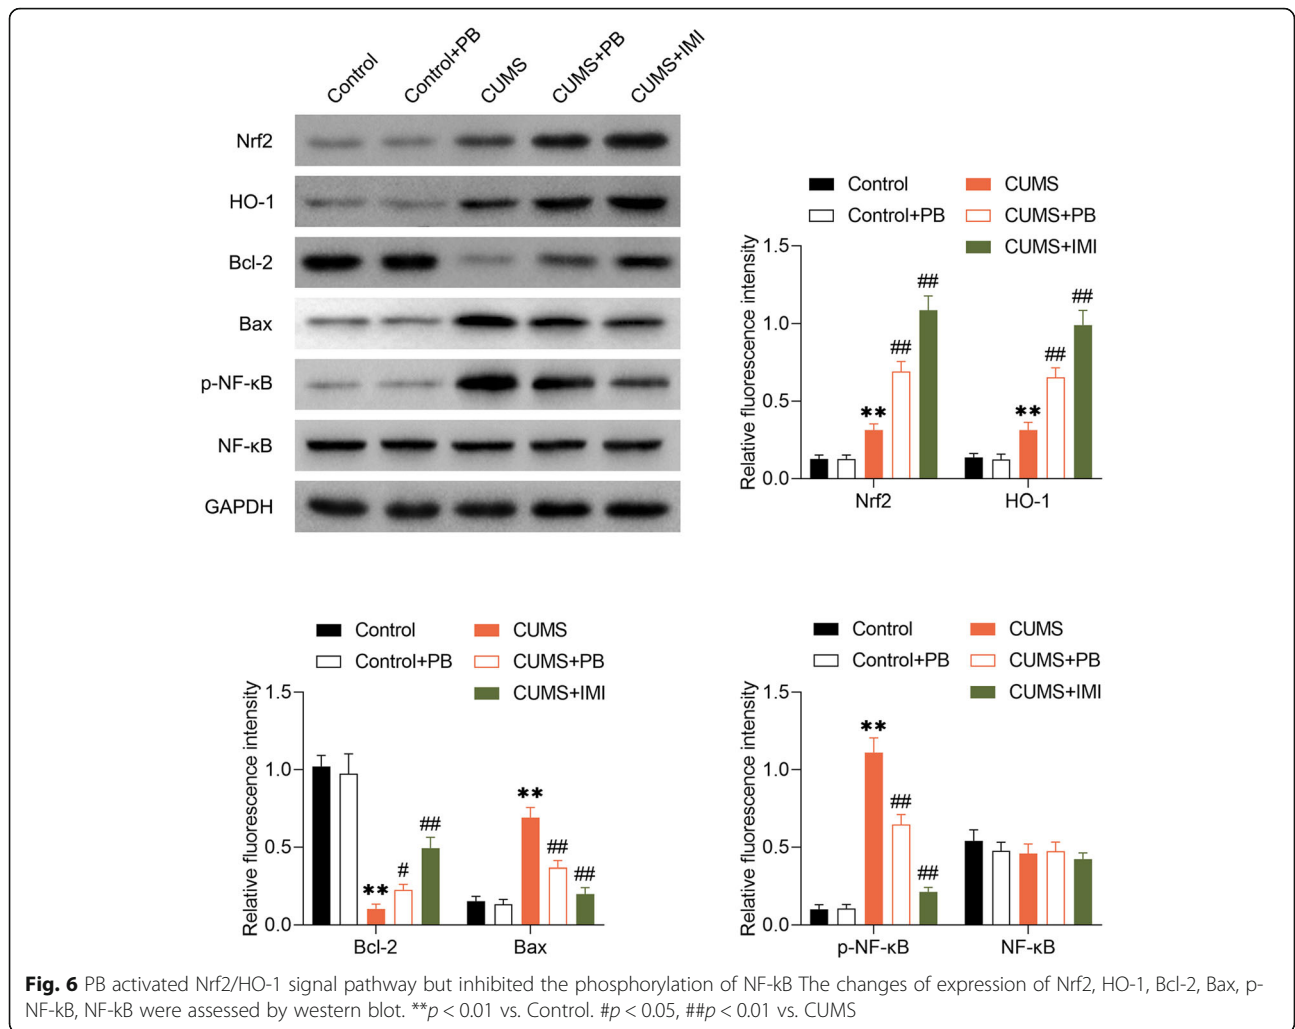 Control
Control+PB
CUMS
CUMS+PB
CUMS+IMI
Nrf2
HO-1
Bcl-2
Bax
p-NF-κB
NF-κB
GAPDH
Control
CUMS
Control+PB
CUMS+PB
CUMS+IMI
Relative fluorescence intensity
1.5
1.0
0.5
0.0
**
##
##
**
##
##
Nrf2
HO-1
Control
CUMS
Control+PB
CUMS+PB
CUMS+IMI
Relative fluorescence intensity
1.5
1.0
0.5
0.0
**
#
##
**
##
##
Bcl-2
Bax
Control
CUMS
Control+PB
CUMS+PB
CUMS+IMI
Relative fluorescence intensity
1.5
1.0
0.5
0.0
**
##
##
p-NF-κB
NF-κB
Fig. 6 PB activated Nrf2/HO-1 signal pathway but inhibited the phosphorylation of NF-kB The changes of expression of Nrf2, HO-1, Bcl-2, Bax, p-
NF-kB, NF-kB were assessed by western blot. **p < 0.01 vs. Control. #p < 0.05, ##p < 0.01 vs. CUMS